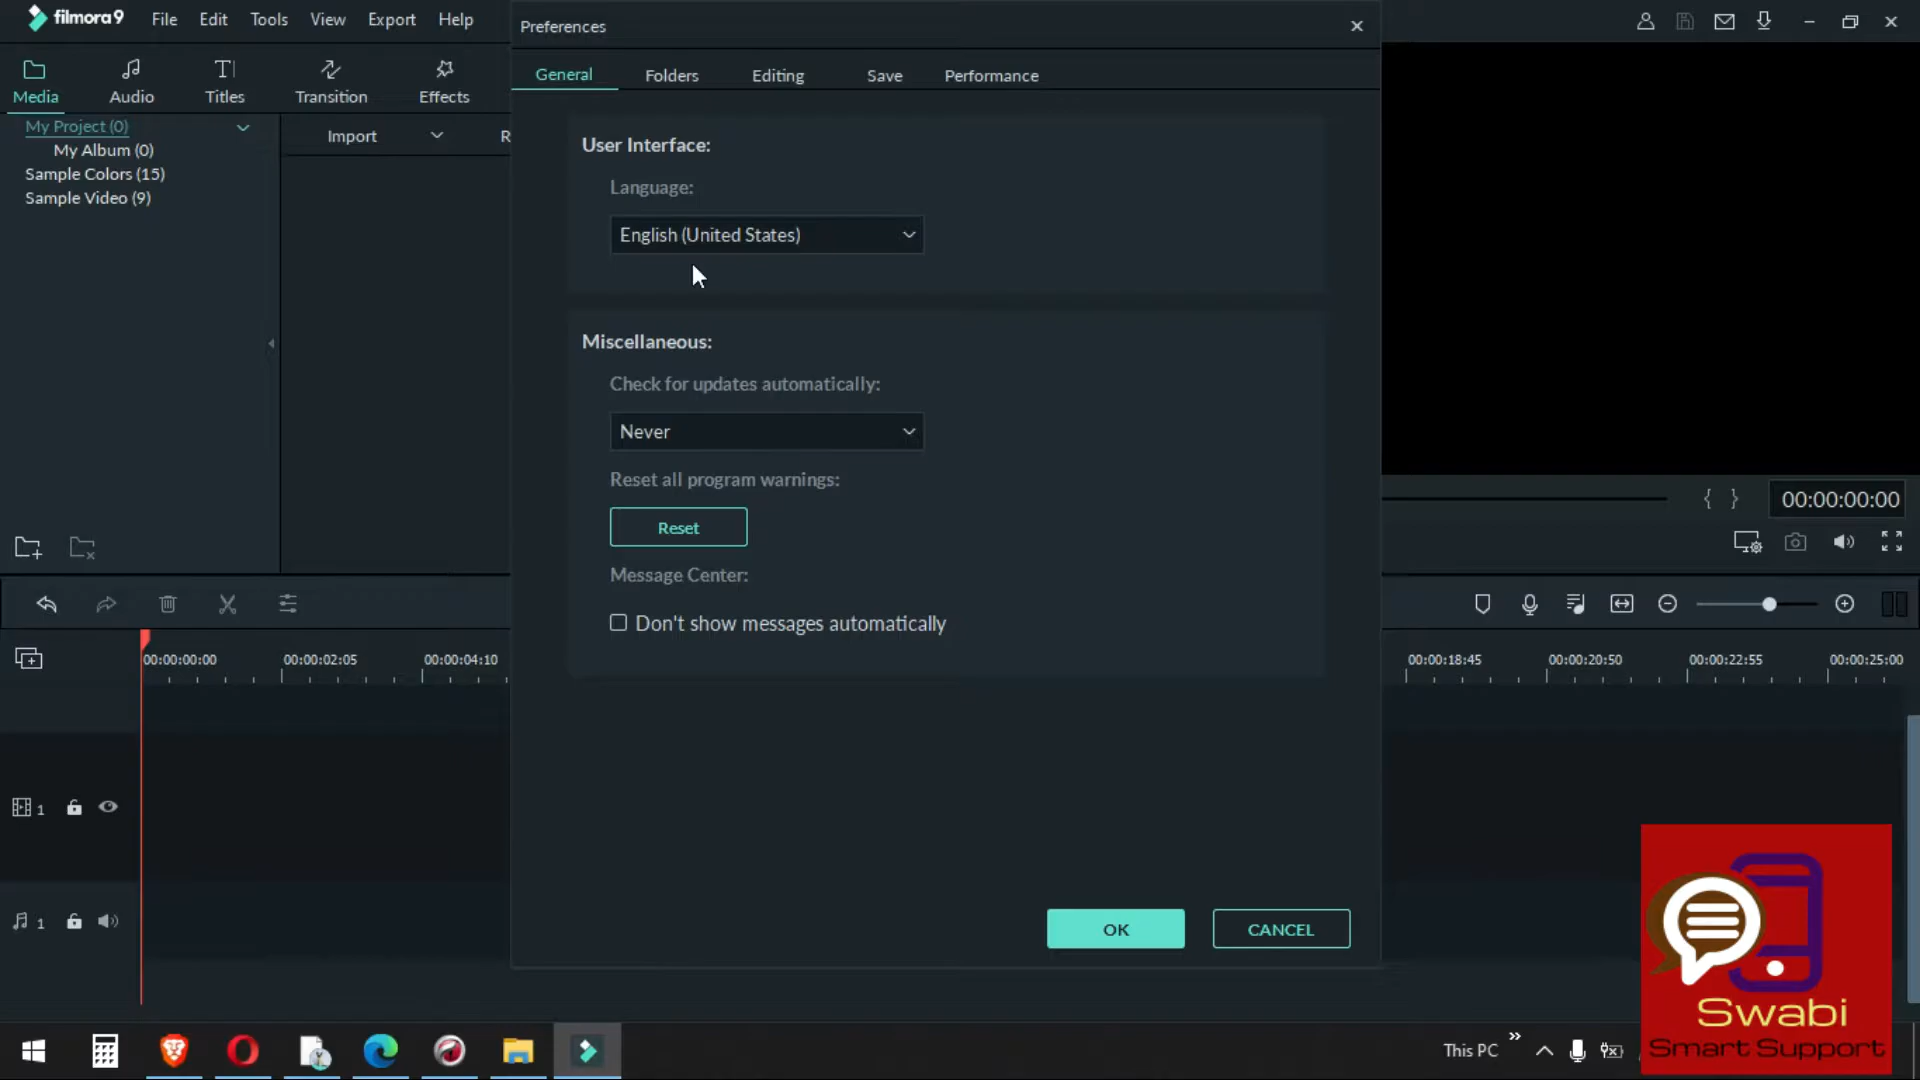 filmora9 File Edit Tools View Export Help
Preferences
Media Audio Titles Transition Effects
General Folders Editing Save Performance
My Project (0)
My Album (0)
Sample Colors (15)
Sample Video (9)
Import R
User Interface:
Language:
English (United States)
Miscellaneous:
Check for updates automatically:
Never
Reset all program warnings:
Reset
Message Center:
Don't show messages automatically
OK CANCEL
{ } 00:00:00:00
00:00:00:00 00:00:02:05 00:00:04:10 00:00:18:45 00:00:20:50 00:00:22:55 00:00:25:00
1
1
Swabi
Smart Support
This PC